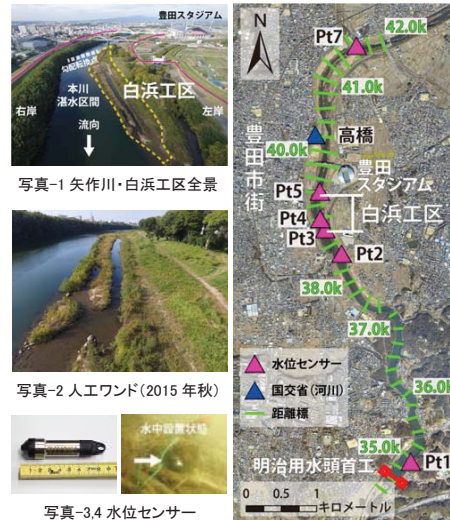 豊田スタジアム
勾配転換点
白浜工区
本川
湛水区間
右岸
左岸
流向
写真-1 矢作川・白浜工区全景
写真-2 人工ワンド(2015 年秋)
水中設置状態
写真-3,4 水位センサー
N
42.0k
Pt7
41.0k
高橋
40.0k
豊田市街
豊田
スタジアム
Pt5
白浜工区
Pt4
Pt3
Pt2
38.0k
37.0k
水位センサー
国交省(河川)
距離標
36.0k
35.0k
明治用水頭首工
Pt1
0 0.5 1
キロメートル